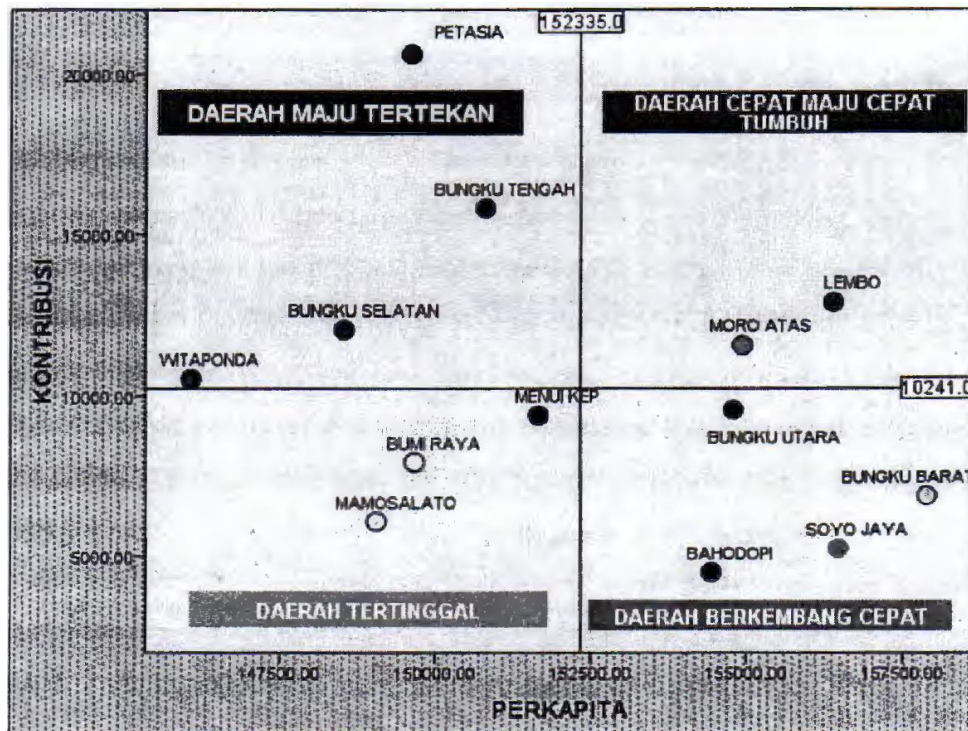 152335.0
PETASIA
20000.00
DAERAH MAJU TERTEKAN
DAERAH CEPAT MAJU CEPAT
TUMBUH
BUNGKU TENGAH
15000.00
LEMBO
BUNGKU SELATAN
MORO ATAS
WITAPONDA
10241.0
10000.00
MENUI KEP
BUNGKU UTARA
BUMI RAYA
BUNGKU BARAT
MAMOSALATO
SOYO JAYA
5000.00
BAHODOPI
DAERAH TERTINGGAL
DAERAH BERKEMBANG CEPAT
KONTRIBUSI
147500.00
150000.00
152500.00
155000.00
157500.00
PERKAPITA